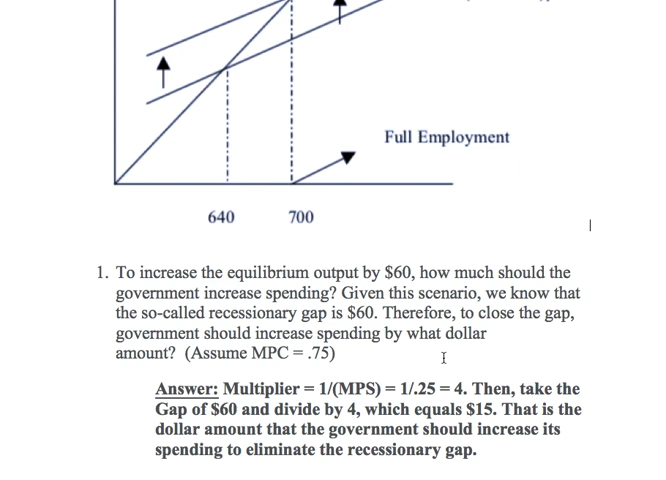 Full Employment
640 700
1. To increase the equilibrium output by $60, how much should the
government increase spending? Given this scenario, we know that
the so-called recessionary gap is $60. Therefore, to close the gap,
government should increase spending by what dollar
amount? (Assume MPC = .75)
Answer: Multiplier = 1/(MPS) = 1/.25 = 4. Then, take the
Gap of $60 and divide by 4, which equals $15. That is the
dollar amount that the government should increase its
spending to eliminate the recessionary gap.